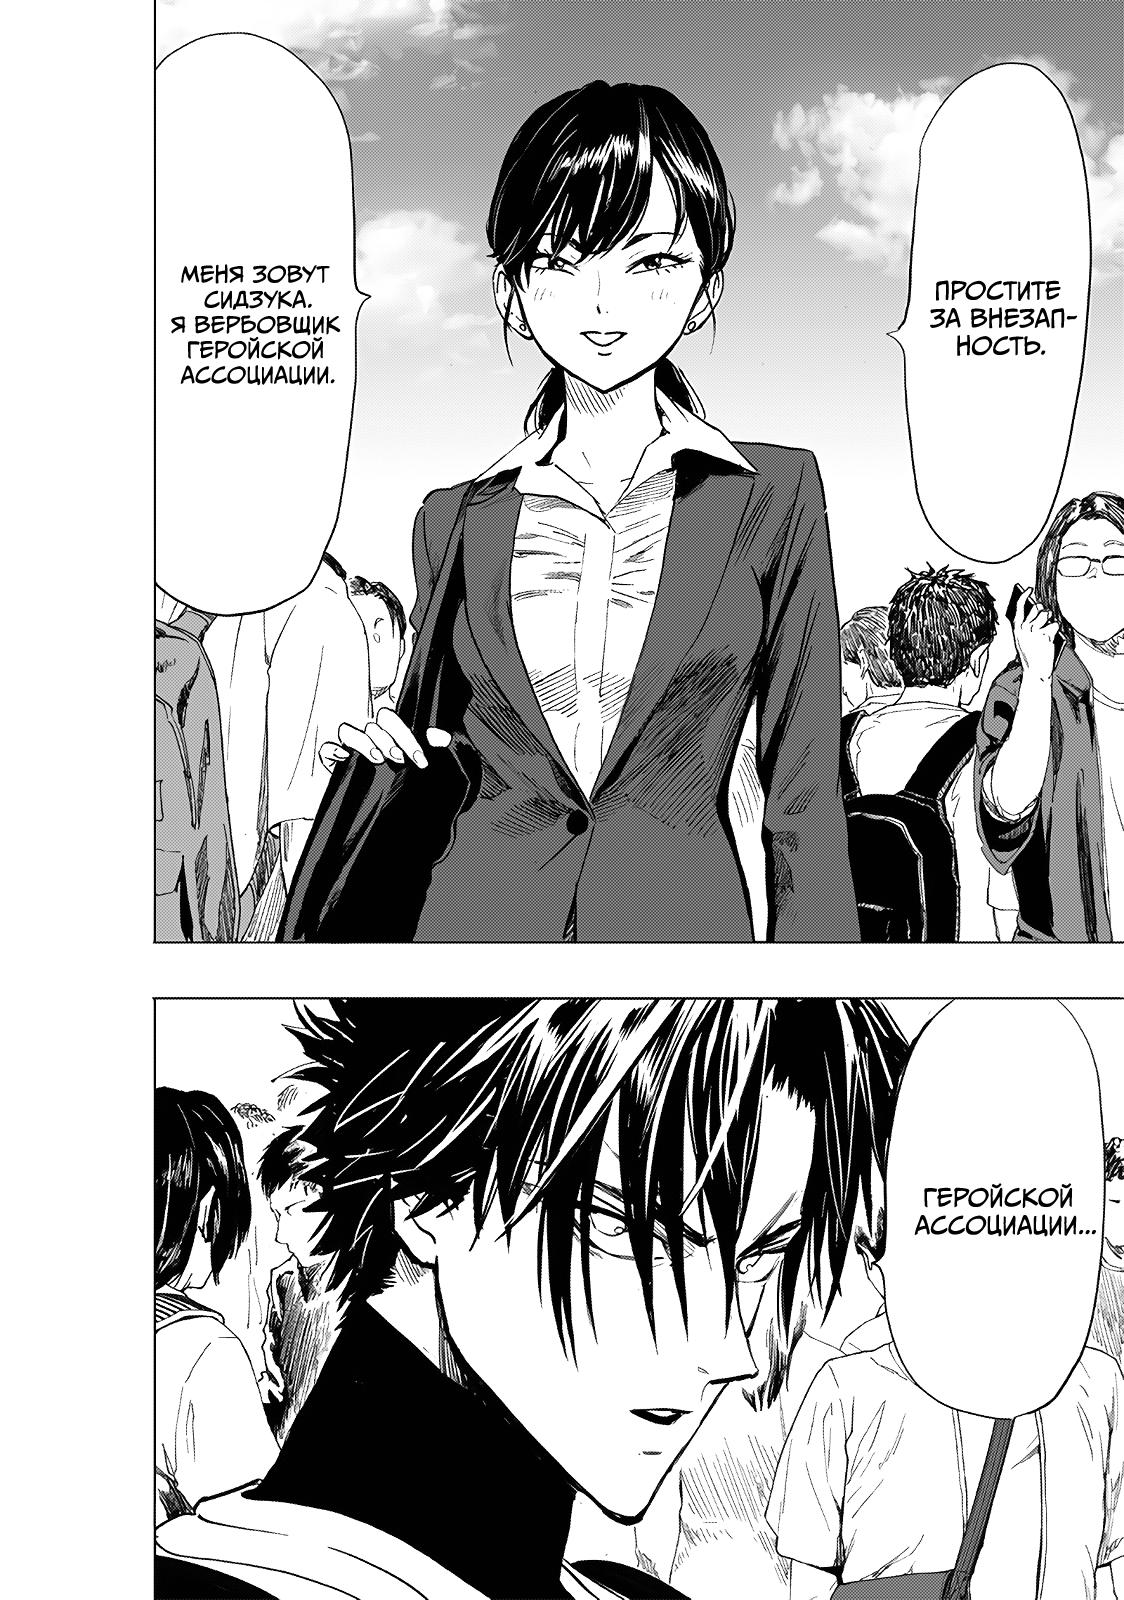 ПРОСТИТЕ
ЗА ВНЕЗАП-
НОСТЬ.
МЕНЯ ЗОВУТ
СИДЗУКА.
Я ВЕРБОВЩИК
ГЕРОЙСКОЙ
АССОЦИАЦИИ.
ГЕРОЙСКОЙ
АССОЦИАЦИИ...